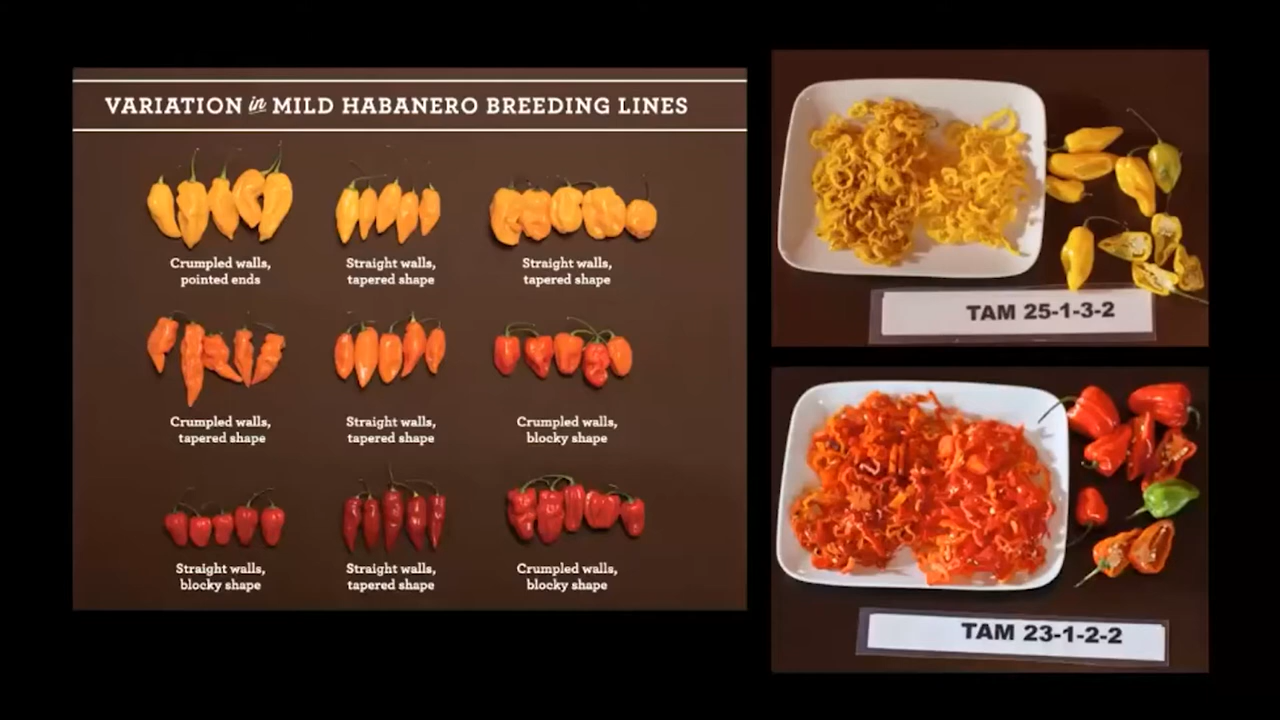 VARIATION in MILD HABANERO BREEDING LINES
Crumpled walls,
pointed ends
Straight walls,
tapered shape
Straight walls,
tapered shape
Crumpled walls,
tapered shape
Straight walls,
tapered shape
Crumpled walls,
blocky shape
Straight walls,
blocky shape
Straight walls,
tapered shape
Crumpled walls,
blocky shape
TAM 25-1-3-2
TAM 23-1-2-2